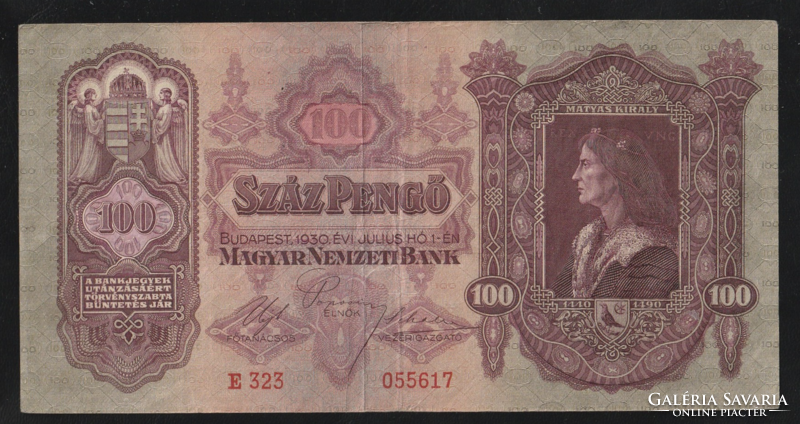 100
SZÁZ PENGŐ
BUDAPEST, 1930. ÉVI JULIUS HÓ 1-ÉN
MAGYAR NEMZETI BANK
100
A BANKJEGYEK
UTÁNZÁSAÉRT
TÖRVÉNYSZABTA
BÜNTETÉS JÁR
ELNÖK
FŐTANÁCSOS
VEZÉRIGAZGATÓ
E 323
055617
MÁTYÁS KIRÁLY
100
1440
1490
100
GALÉRIA SAVARIA
ONLINE PIACTÉR